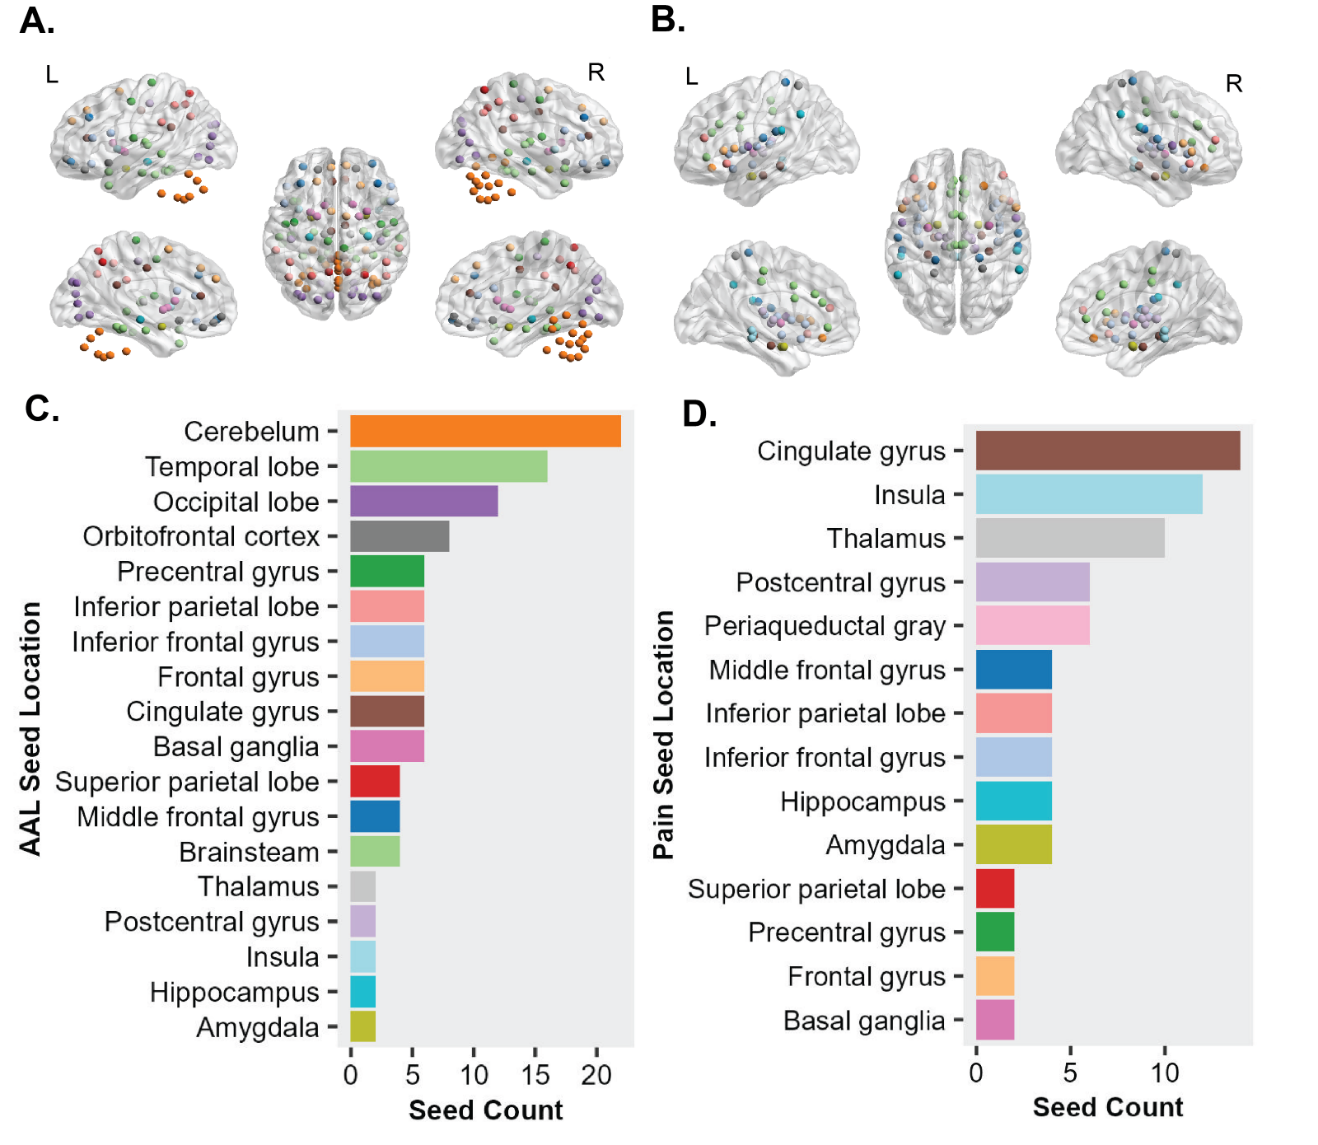 A.
B.
L
R
L
R
C.
D.
AAL Seed Location
Cerebelum
Temporal lobe
Occipital lobe
Orbitofrontal cortex
Precentral gyrus
Inferior parietal lobe
Inferior frontal gyrus
Frontal gyrus
Cingulate gyrus
Basal ganglia
Superior parietal lobe
Middle frontal gyrus
Brainsteam
Thalamus
Postcentral gyrus
Insula
Hippocampus
Amygdala
0 5 10 15 20
Seed Count
Pain Seed Location
Cingulate gyrus
Insula
Thalamus
Postcentral gyrus
Periaqueductal gray
Middle frontal gyrus
Inferior parietal lobe
Inferior frontal gyrus
Hippocampus
Amygdala
Superior parietal lobe
Precentral gyrus
Frontal gyrus
Basal ganglia
0 5 10
Seed Count